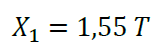 X₁ = 1,55 T